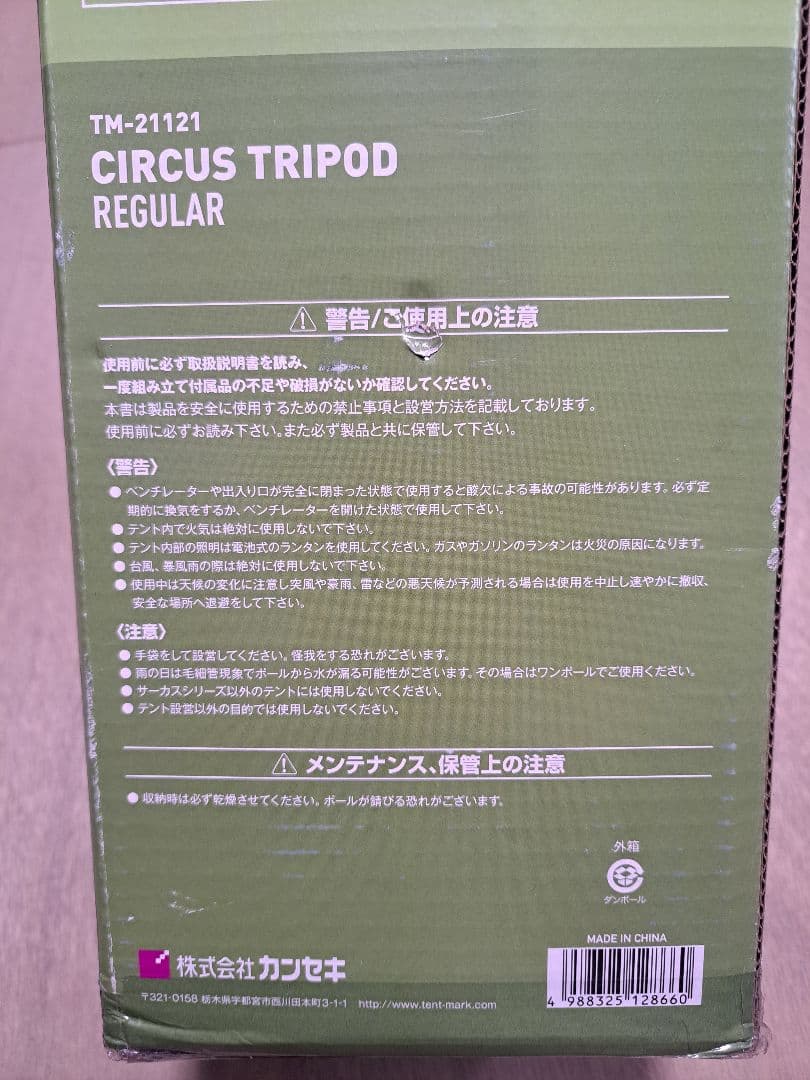 TM-21121
CIRCUS TRIPOD
REGULAR
警告/ご使用上の注意
使用前に必ず取扱説明書を読み、
一度組み立て付属品の不足や破損がないか確認してください。
本書は製品を安全に使用するための禁止事項と設営方法を記載しております。
使用前に必ずお読み下さい。また必ず製品と共に保管して下さい。
〈警告〉
● ベンチレーターや出入り口が完全に閉まった状態で使用すると酸欠による事故の可能性があります。必ず定
期的に換気をするか、ベンチレーターを開けた状態で使用して下さい。
● テント内で火気は絶対に使用しないで下さい。
● テント内部の照明は電池式のランタンを使用してください。ガスやガソリンのランタンは火災の原因になります。
● 台風、暴風雨の際は絶対に使用しないで下さい。
● 使用中は天候の変化に注意し突風や豪雨、雷などの悪天候が予測される場合は使用を中止し速やかに撤収、
安全な場所へ退避をして下さい。
〈注意〉
● 手袋をして設営してください。怪我をする恐れがございます。
● 雨の日は毛細管現象でポールから水が漏る可能性がございます。その場合はワンポールでご使用ください。
● サーカスシリーズ以外のテントには使用しないでください。
● テント設営以外の目的では使用しないでください。
メンテナンス、保管上の注意
● 収納時は必ず乾燥させてください。ポールが錆びる恐れがございます。
外箱
ダンボール
MADE IN CHINA
株式会社カンセキ
〒321-0158 栃木県宇都宮市西川田本町3-1-1 http://www.tent-mark.com
4 988325 128660